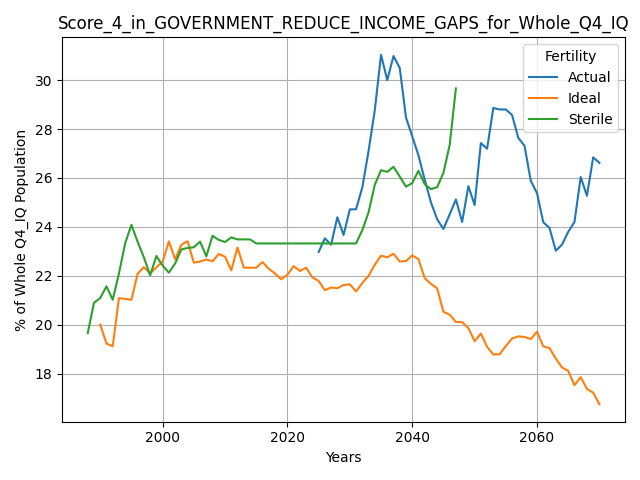 Score_4_in_GOVERNMENT_REDUCE_INCOME_GAPS_for_Whole_Q4_IQ
Fertility
Actual
Ideal
Sterile
% of Whole Q4_IQ Population
30
28
26
24
22
20
18
2000
2020
2040
2060
Years